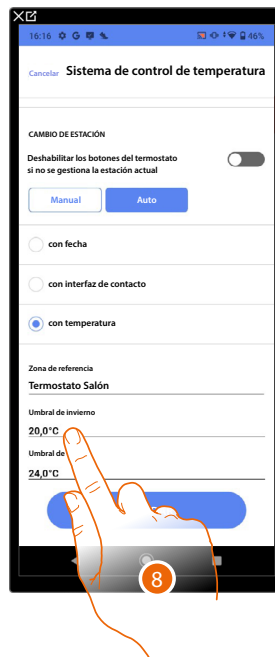 16:16 G 46%
Cancelar Sistema de control de temperatura
CAMBIO DE ESTACIÓN
Deshabilitar los botones del termostato
si no se gestiona la estación actual
Manual Auto
con fecha
con interfaz de contacto
con temperatura
Zona de referencia
Termostato Salón
Umbral de invierno
20,0°C
Umbral de
24,0°C
8